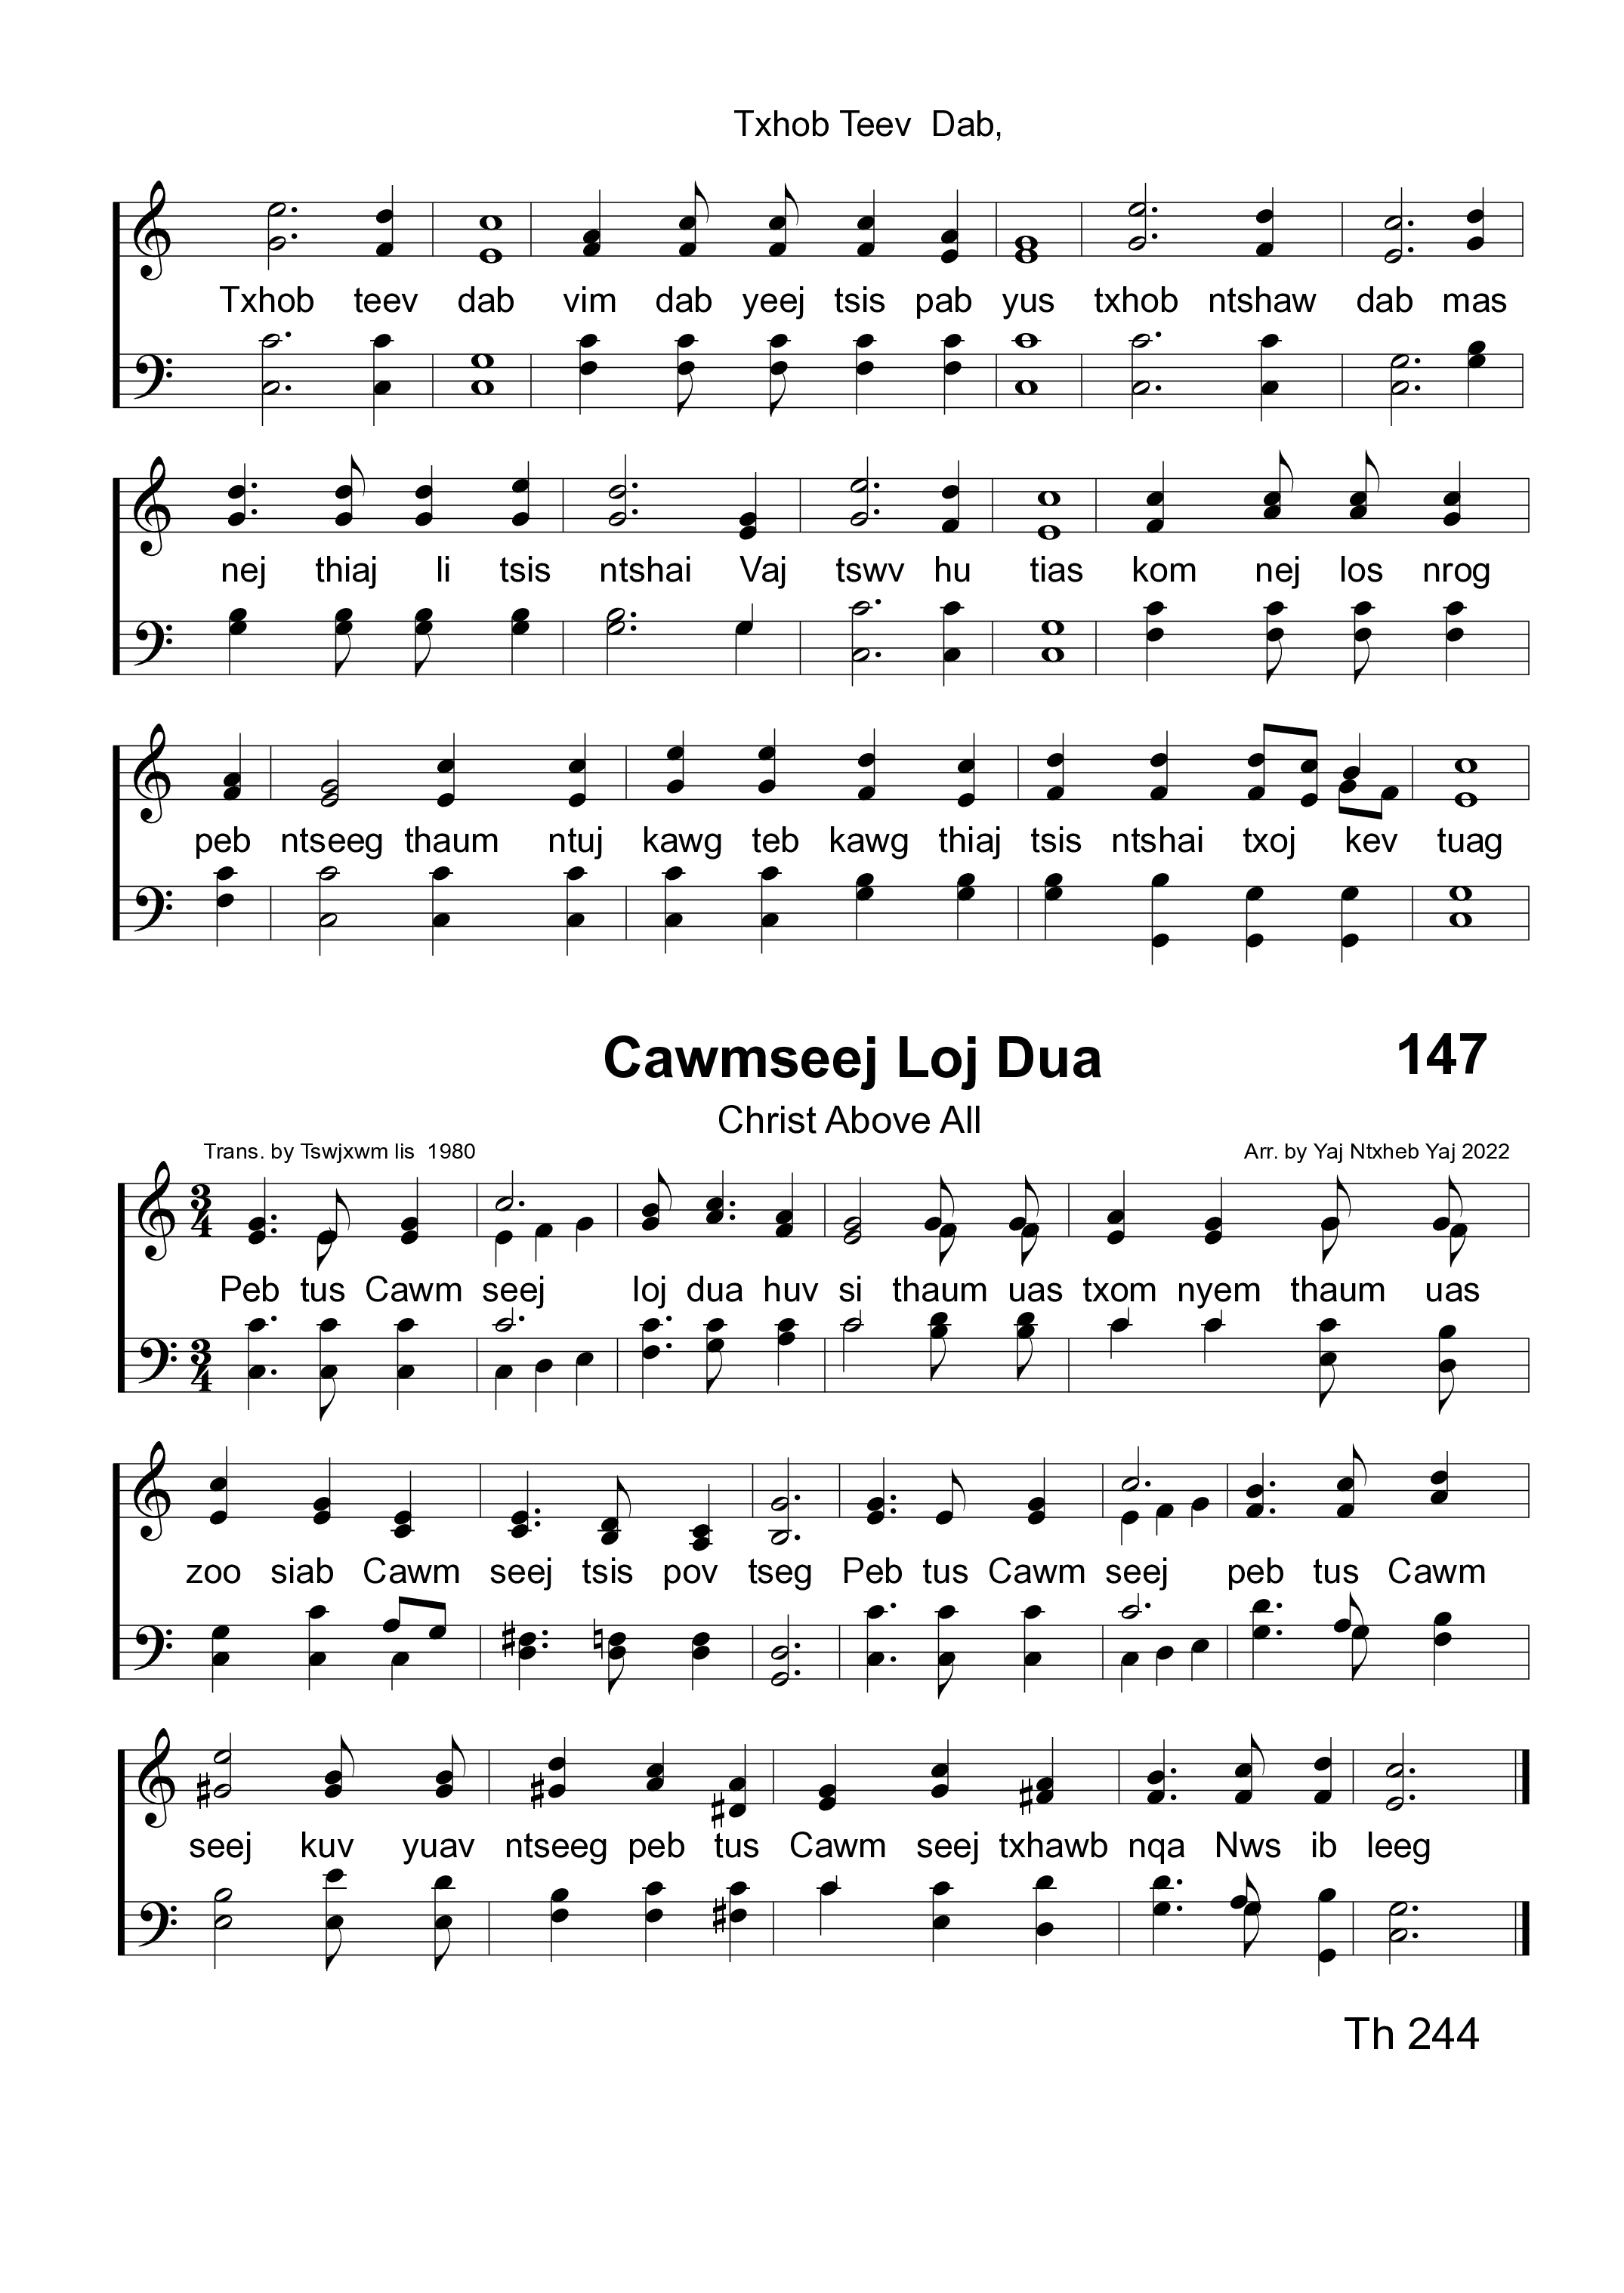 Txhob Teev Dab,
Txhob teev dab vim dab yeej tsis pab yus txhob ntshaw dab mas
nej thiaj li tsis ntshai Vaj tswv hu tias kom nej los nrog
peb ntseeg thaum ntuj kawg teb kawg thiaj tsis ntshai txoj kev tuag
Cawmseej Loj Dua 147
Christ Above All
Trans. by Tswjxwm lis 1980 Arr. by Yaj Ntxheb Yaj 2022
3 4
Peb tus Cawm seej loj dua huv si thaum uas txom nyem thaum uas
3 4
zoo siab Cawm seej tsis pov tseg Peb tus Cawm seej peb tus Cawm
seej kuv yuav ntseeg peb tus Cawm seej txhawb nqa Nws ib leeg
Th 244